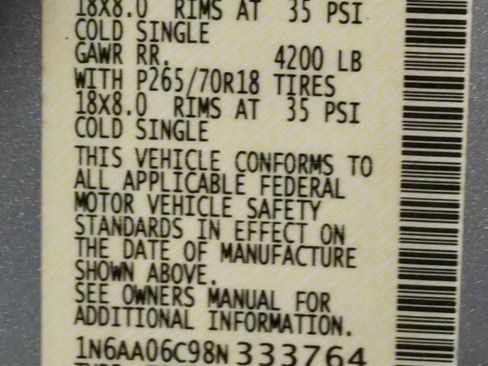 18X8.0 RIMS AT 35 PSI
COLD SINGLE
GAWR RR. 4200 LB
WITH P265/70R18 TIRES
18X8.0 RIMS AT 35 PSI
COLD SINGLE
THIS VEHICLE CONFORMS TO
ALL APPLICABLE FEDERAL
MOTOR VEHICLE SAFETY
STANDARDS IN EFFECT ON
THE DATE OF MANUFACTURE
SHOWN ABOVE.
SEE OWNERS MANUAL FOR
ADDITIONAL INFORMATION.
1N6AA06C98N333764